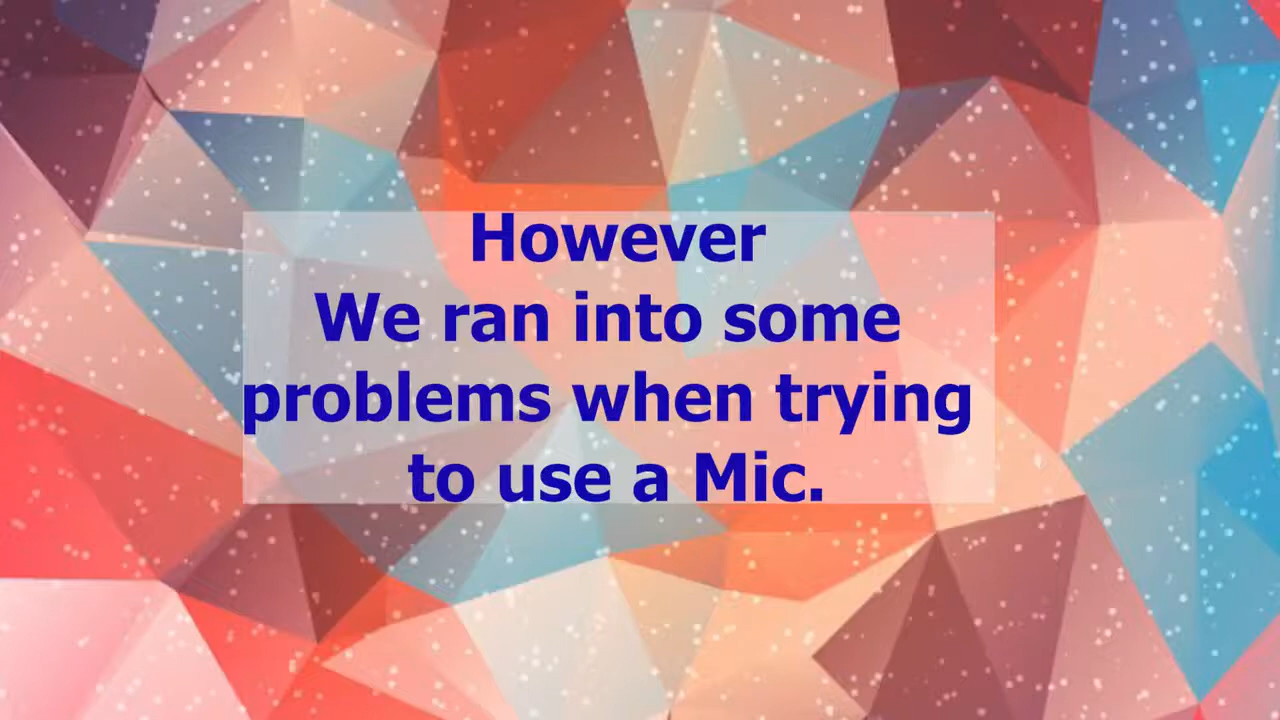 However
We ran into some
problems when trying
to use a Mic.